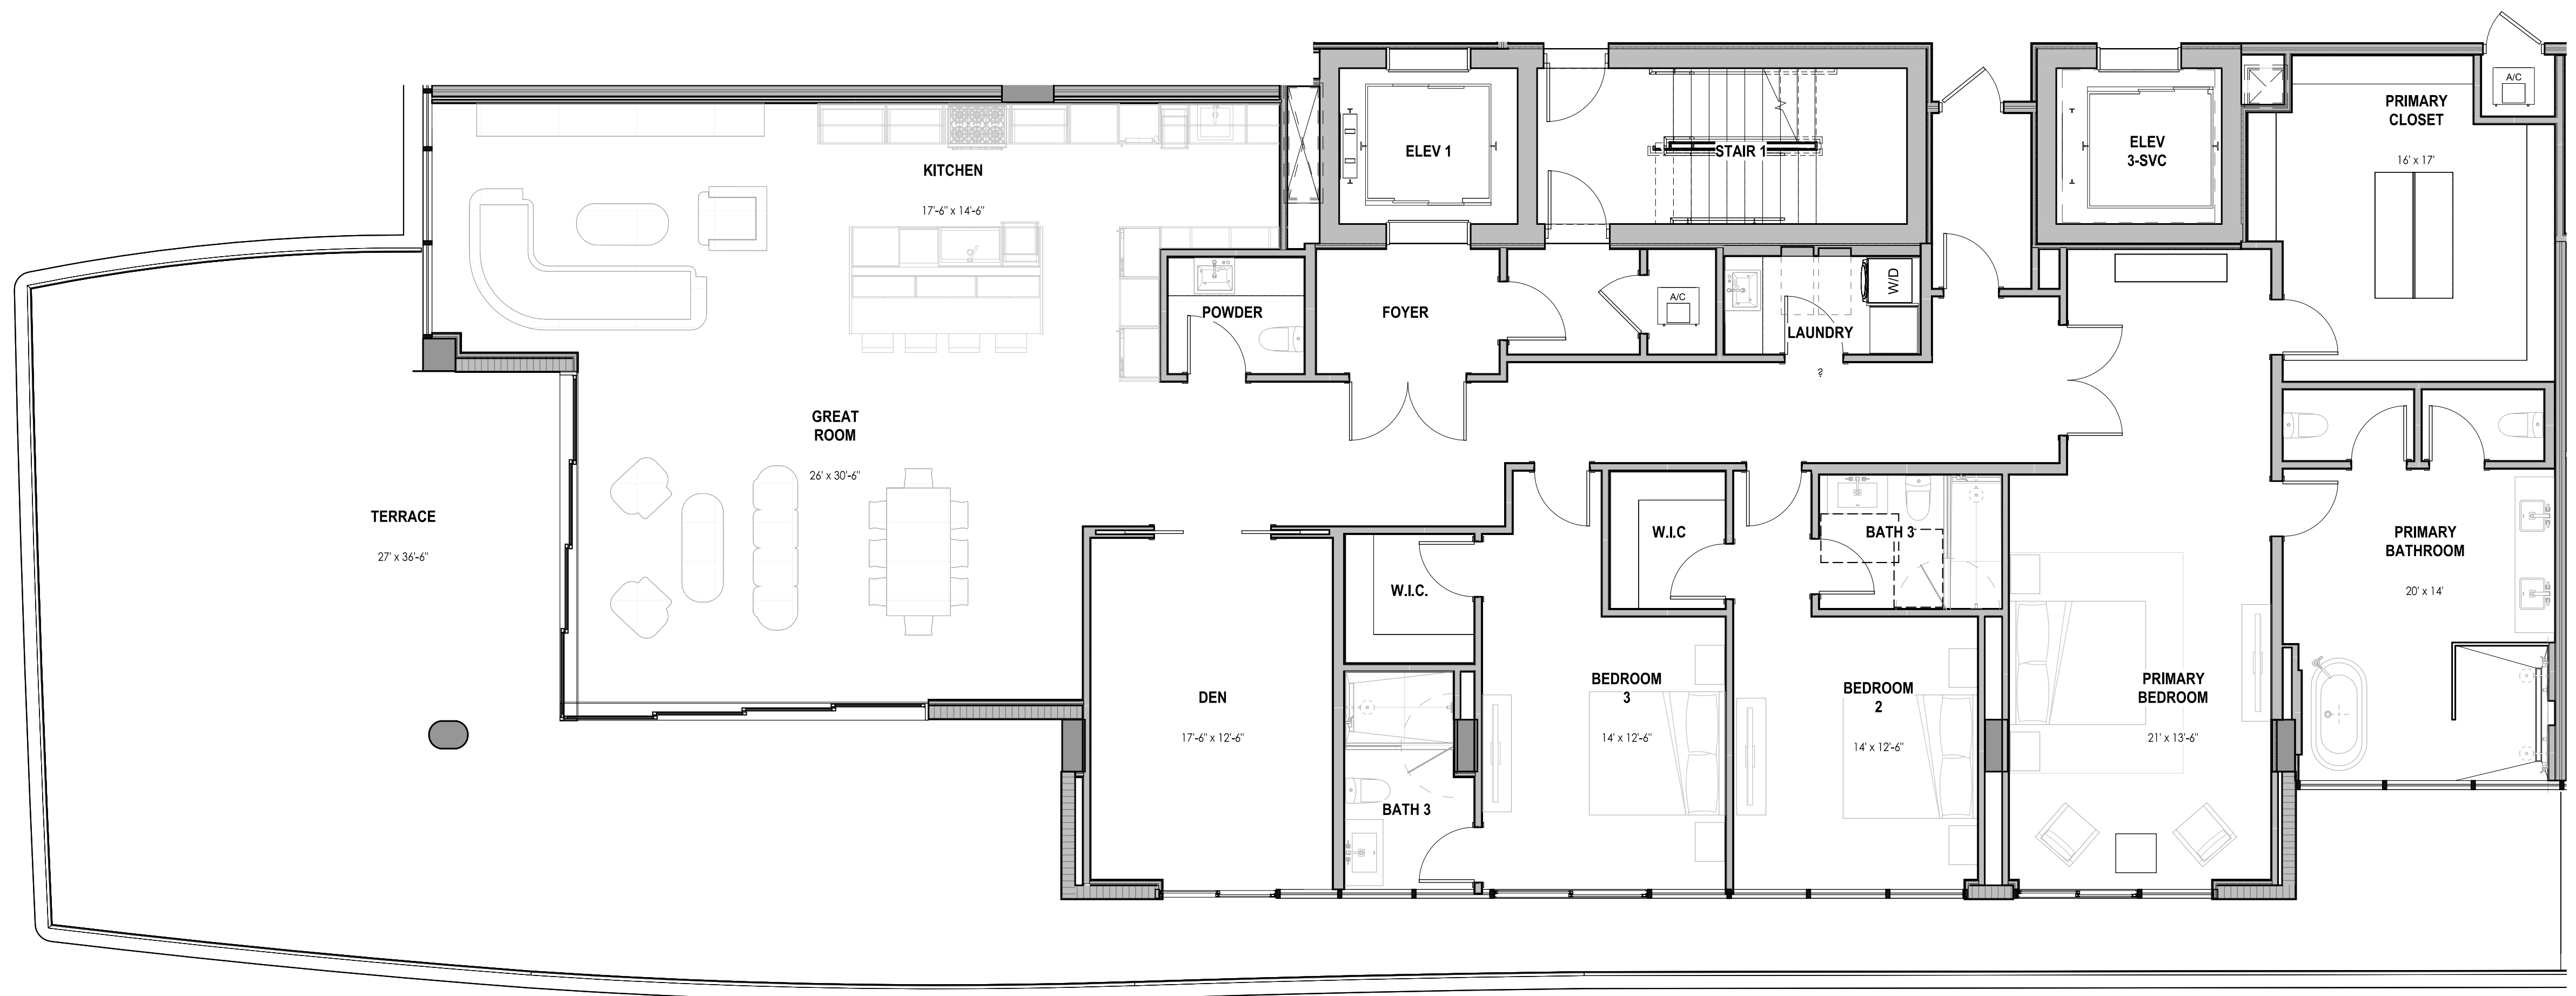 KITCHEN
17'-6" x 14'-6"
ELEV 1
STAIR 1
ELEV
3-SVC
PRIMARY
CLOSET
16' x 17'
A/C
POWDER
FOYER
A/C
LAUNDRY
W/D
?
GREAT
ROOM
26' x 30'-6"
TERRACE
27' x 36'-6"
W.I.C.
W.I.C
BATH 3
PRIMARY
BATHROOM
20' x 14'
DEN
17'-6" x 12'-6"
BATH 3
BEDROOM
3
14' x 12'-6"
BEDROOM
2
14' x 12'-6"
PRIMARY
BEDROOM
21' x 13'-6"